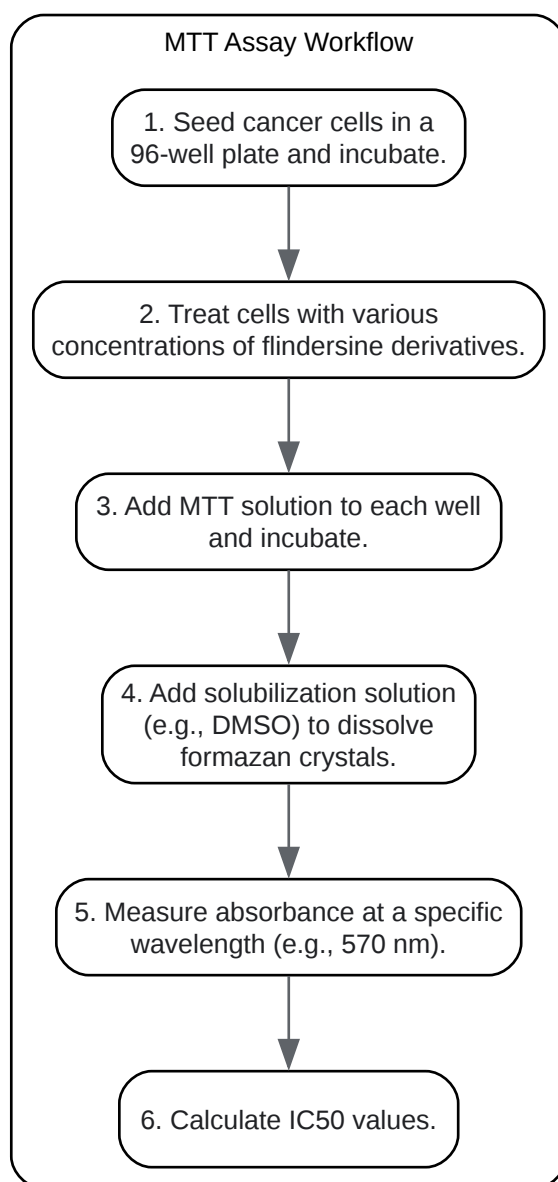 MTT Assay Workflow
1. Seed cancer cells in a
96-well plate and incubate.
2. Treat cells with various
concentrations of flindersine derivatives.
3. Add MTT solution to each well
and incubate.
4. Add solubilization solution
(e.g., DMSO) to dissolve
formazan crystals.
5. Measure absorbance at a specific
wavelength (e.g., 570 nm).
6. Calculate IC50 values.